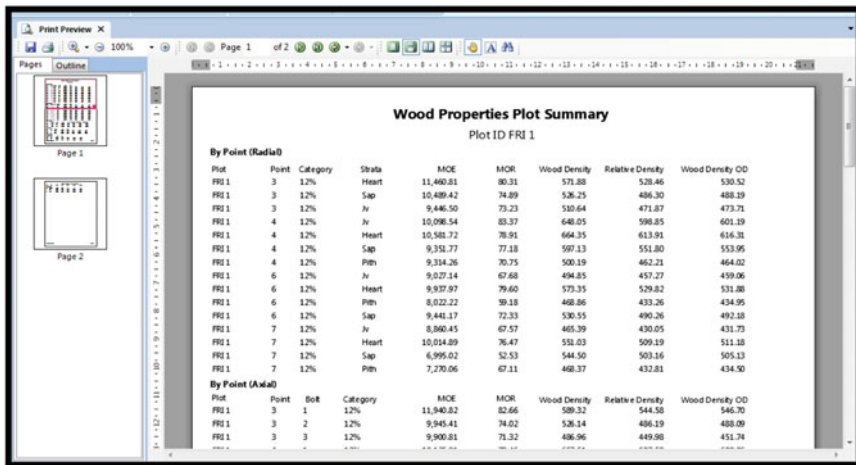 Print Preview
100%
Page 1 of 2
Pages Outline
Page 1
Page 2
Wood Properties Plot Summary
Plot ID FRI 1
By Point (Radial)
Plot Point Category Strata MOE MOR Wood Density Relative Density Wood Density OD
FRI 1 3 12% Heart 11,460.81 80.31 571.88 528.46 530.52
FRI 1 3 12% Sap 10,489.42 74.89 526.25 486.30 488.19
FRI 1 3 12% Jv 9,446.50 73.23 510.64 471.87 473.71
FRI 1 4 12% Jv 10,098.54 83.37 648.05 598.85 601.19
FRI 1 4 12% Heart 10,581.72 78.91 664.35 613.91 616.31
FRI 1 4 12% Sap 9,351.77 77.18 597.13 551.80 553.95
FRI 1 4 12% Pith 9,314.26 70.75 500.19 462.21 464.02
FRI 1 6 12% Jv 9,027.14 67.68 494.85 457.27 459.06
FRI 1 6 12% Heart 9,937.97 79.60 573.35 529.82 531.88
FRI 1 6 12% Pith 8,022.22 59.18 468.86 433.26 434.95
FRI 1 6 12% Sap 9,441.17 72.33 530.55 490.26 492.18
FRI 1 7 12% Jv 8,860.45 67.57 465.39 430.05 431.73
FRI 1 7 12% Heart 10,014.89 76.47 551.03 509.19 511.18
FRI 1 7 12% Sap 6,995.02 52.53 544.50 503.16 505.13
FRI 1 7 12% Pith 7,270.06 67.11 468.37 432.81 434.50
By Point (Axial)
Plot Point Bolt Category MOE MOR Wood Density Relative Density Wood Density OD
FRI 1 3 1 12% 11,940.82 82.66 589.32 544.58 546.70
FRI 1 3 2 12% 9,945.41 74.02 526.14 486.19 488.09
FRI 1 3 3 12% 9,900.81 71.32 486.96 449.98 451.74